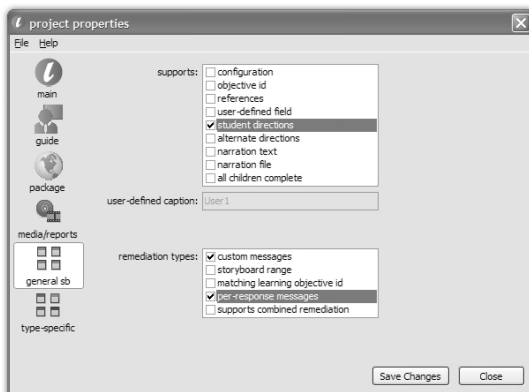 project properties
File Help
main
guide
package
media/reports
general sb
type-specific
supports:
configuration
objective id
references
user-defined field
student directions
alternate directions
narration text
narration file
all children complete
user-defined caption: User1
remediation types:
custom messages
storyboard range
matching learning objective id
per-response messages
supports combined remediation
Save Changes Close